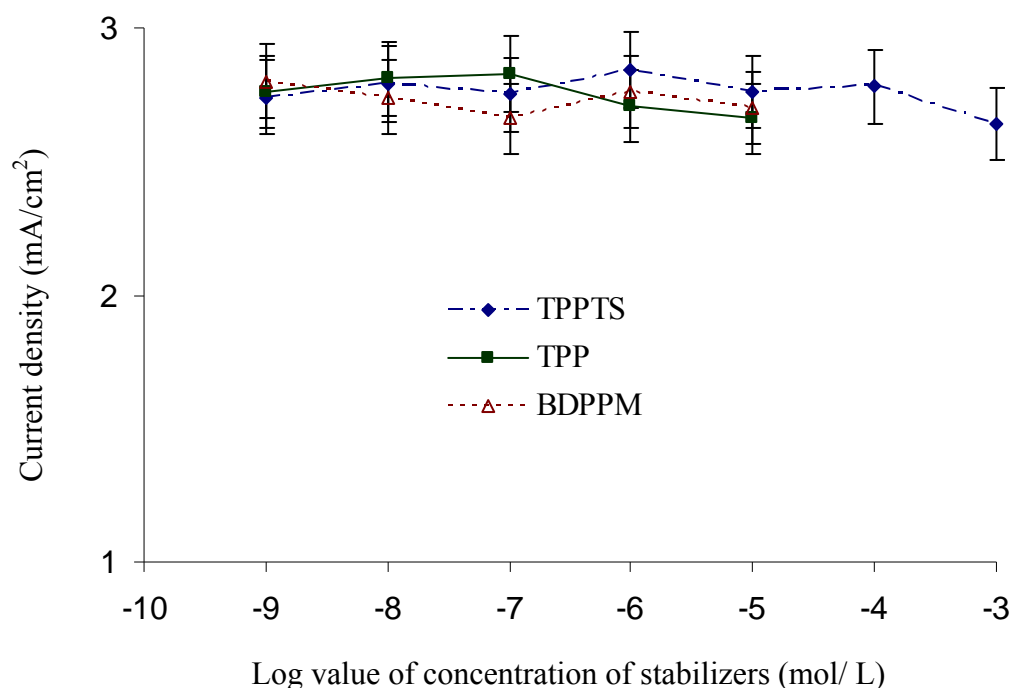 3
2
1
Current density (mA/cm²)
TPPTS
TPP
BDPPM
-10 -9 -8 -7 -6 -5 -4 -3
Log value of concentration of stabilizers (mol/ L)